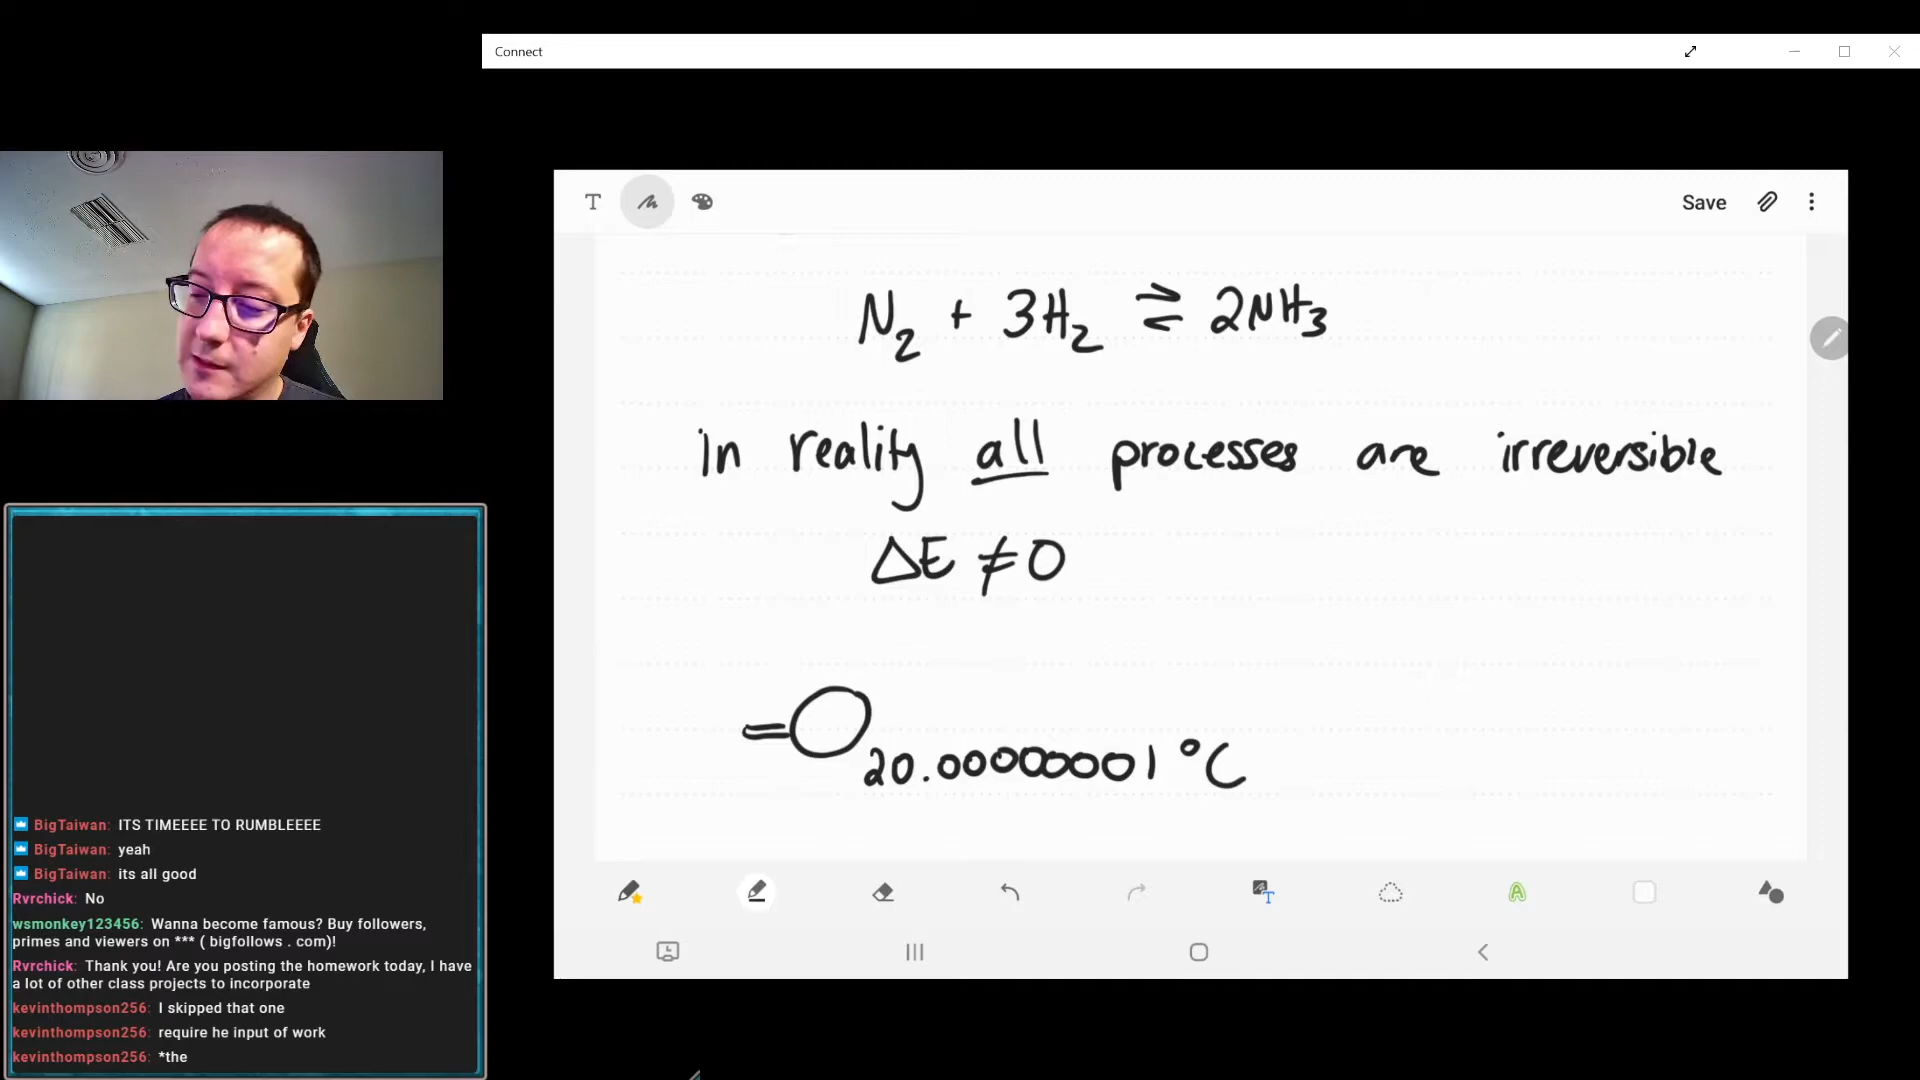 Connect
T
Save
N₂ + 3H₂ ⇌ 2NH₃
in reality all processes are irreversible
ΔE ≠ 0
20.00000001 °C
BigTaiwan: ITS TIMEEEE TO RUMBLEEEE
BigTaiwan: yeah
BigTaiwan: its all good
Rvrchick: No
wsmonkey123456: Wanna become famous? Buy followers,
primes and viewers on *** ( bigfollows . com)!
Rvrchick: Thank you! Are you posting the homework today, I have
a lot of other class projects to incorporate
kevinthompson256: I skipped that one
kevinthompson256: require he input of work
kevinthompson256: *the